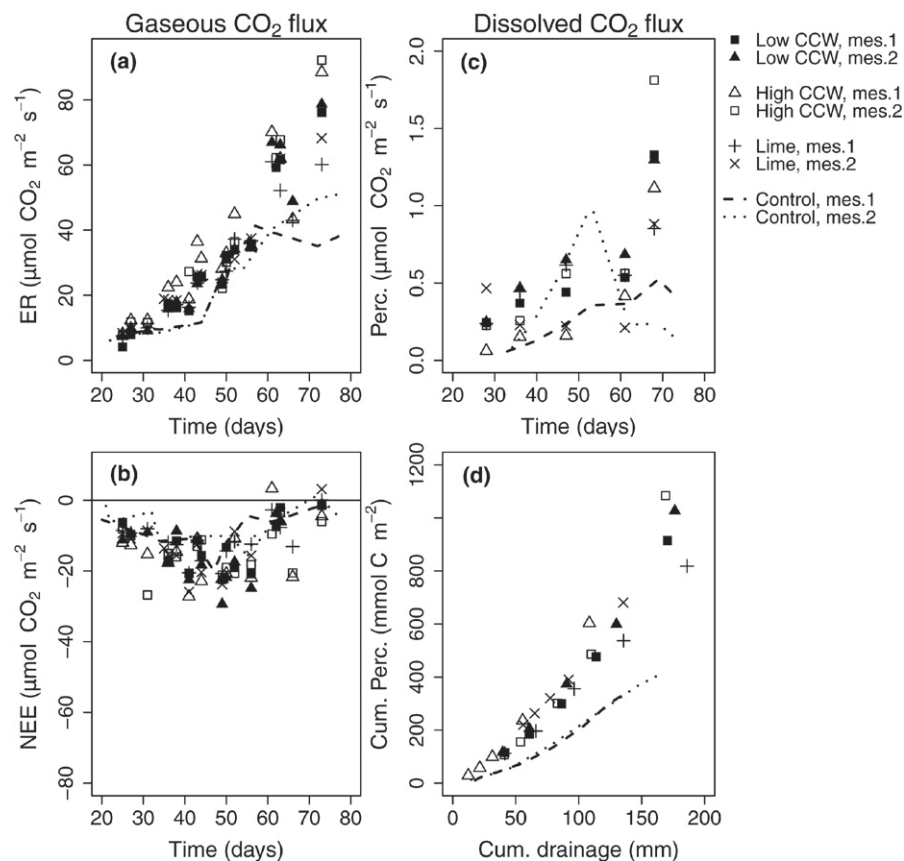 Gaseous CO₂ flux
Dissolved CO₂ flux
(a)
ER (μmol CO₂ m⁻² s⁻¹)
0 20 40 60 80
20 30 40 50 60 70 80
Time (days)
(c)
Perc. (μmol CO₂ m⁻² s⁻¹)
0.0 0.5 1.0 1.5 2.0
20 30 40 50 60 70 80
Time (days)
Low CCW, mes.1
Low CCW, mes.2
High CCW, mes.1
High CCW, mes.2
Lime, mes.1
Lime, mes.2
Control, mes.1
Control, mes.2
(b)
NEE (μmol CO₂ m⁻² s⁻¹)
−80 −60 −40 −20 0
20 30 40 50 60 70 80
Time (days)
(d)
Cum. Perc. (mmol C m⁻²)
0 200 400 600 800 1200
0 50 100 150 200
Cum. drainage (mm)